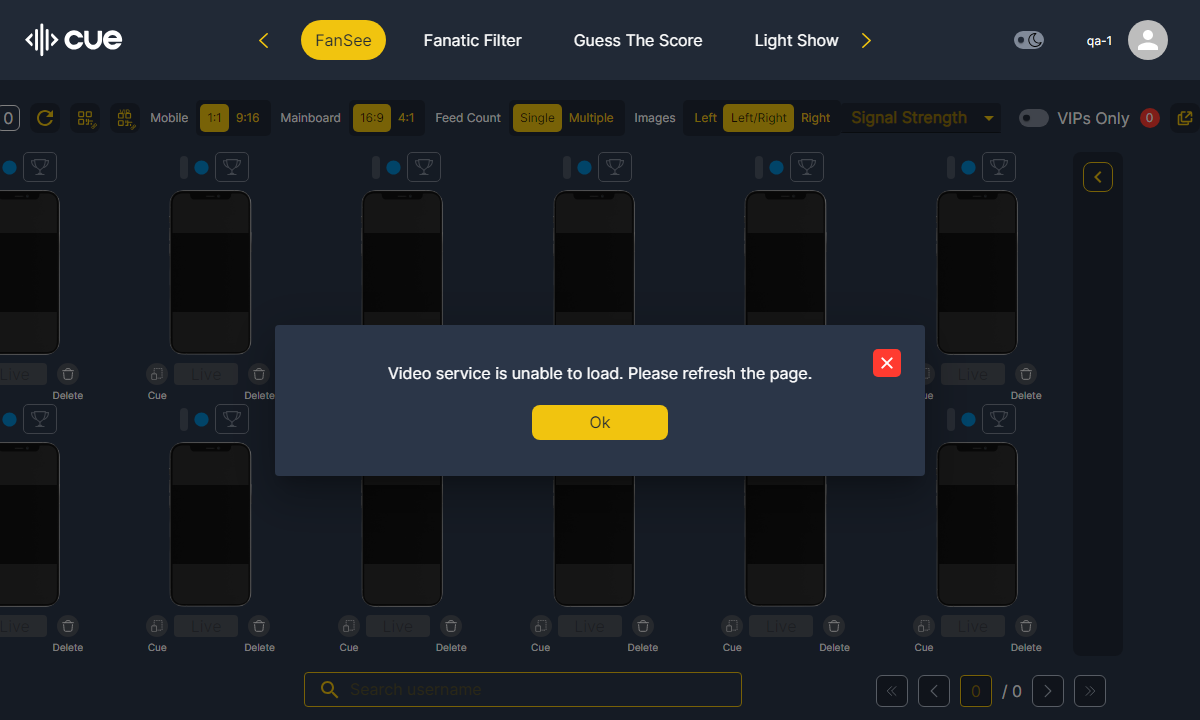 cue
FanSee
Fanatic Filter
Guess The Score
Light Show
qa-1
0
Mobile 1:1 9:16
Mainboard 16:9 4:1
Feed Count Single Multiple
Images Left Left/Right Right
Signal Strength
VIPs Only 0
Video service is unable to load. Please refresh the page.
Ok
Live Live Live
Delete Cue Delete ue Delete
Live Live Live Live Live Live
Delete Cue Delete Cue Delete Cue Delete Cue Delete Cue Delete
Search username
0 / 0